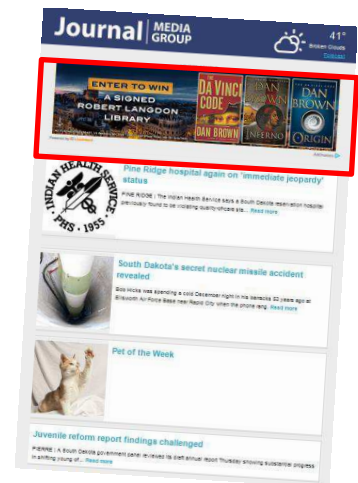 Journal MEDIA
GROUP
41°
Broken Clouds
ENTER TO WIN
A SIGNED
ROBERT LANGDON
LIBRARY
THE
DA VINCI
CODE
DAN BROWN
DAN
BROWN
INFERNO
DAN
BROWN
ORIGIN
INDIAN HEALTH SERVICE
PHS · 1955
Pine Ridge hospital again on 'immediate jeopardy'
status
PINE RIDGE | The Indian Health Service says a South Dakota reservation hospital
previously found to be violating quality-of-care sta... Read more
South Dakota's secret nuclear missile accident
revealed
Bob Hicks was spending a cold December night in his barracks 52 years ago at
Ellsworth Air Force Base near Rapid City when the phone rang. Read more
Pet of the Week
Juvenile reform report findings challenged
PIERRE | A South Dakota government panel reviewed its draft annual report Thursday showing substantial progress
in shifting young of... Read more